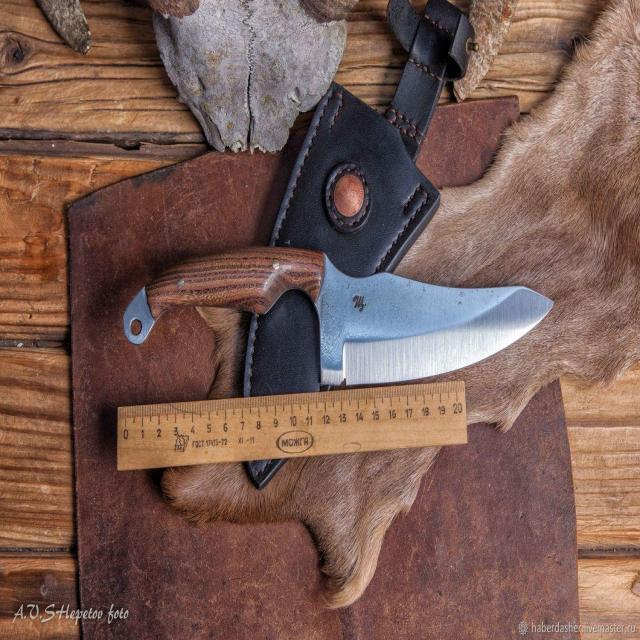 0 1 2 3 4 5 6 7 8 9 10 11 12 13 14 15 16 17 18 19 20
ГОСТ 17435-72
МОЖГА
A.V.SHepetov foto
haberdasher.livemaster.ru